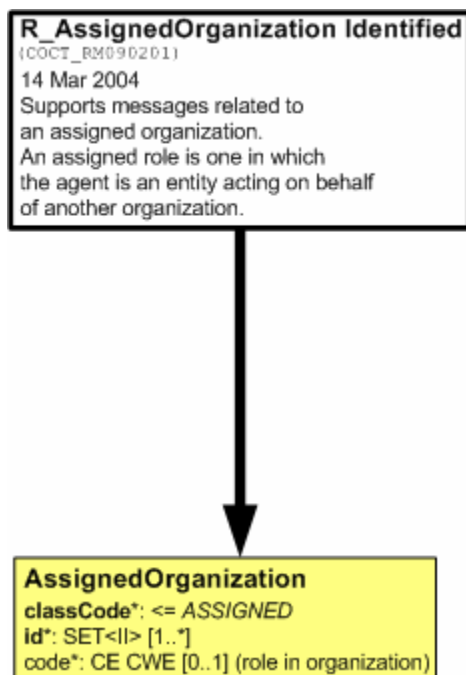 R_AssignedOrganization Identified
(COCT_RM090201)
14 Mar 2004
Supports messages related to
an assigned organization.
An assigned role is one in which
the agent is an entity acting on behalf
of another organization.
AssignedOrganization
classCode*: <= ASSIGNED
id*: SET<II> [1..*]
code*: CE CWE [0..1] (role in organization)